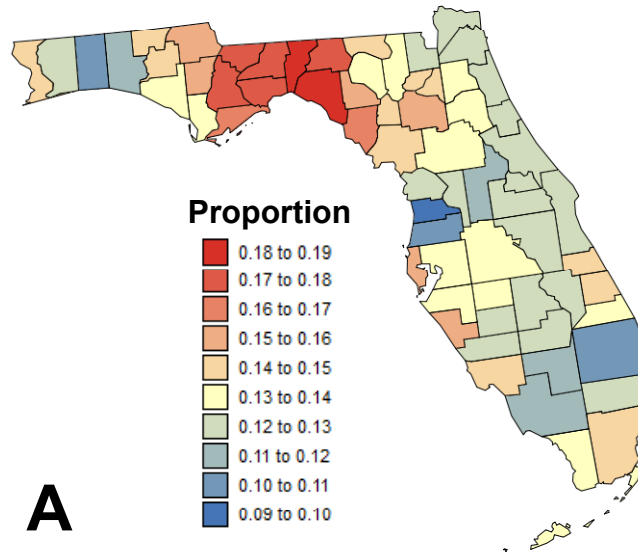 Proportion
0.18 to 0.19
0.17 to 0.18
0.16 to 0.17
0.15 to 0.16
0.14 to 0.15
0.13 to 0.14
0.12 to 0.13
0.11 to 0.12
0.10 to 0.11
0.09 to 0.10
A